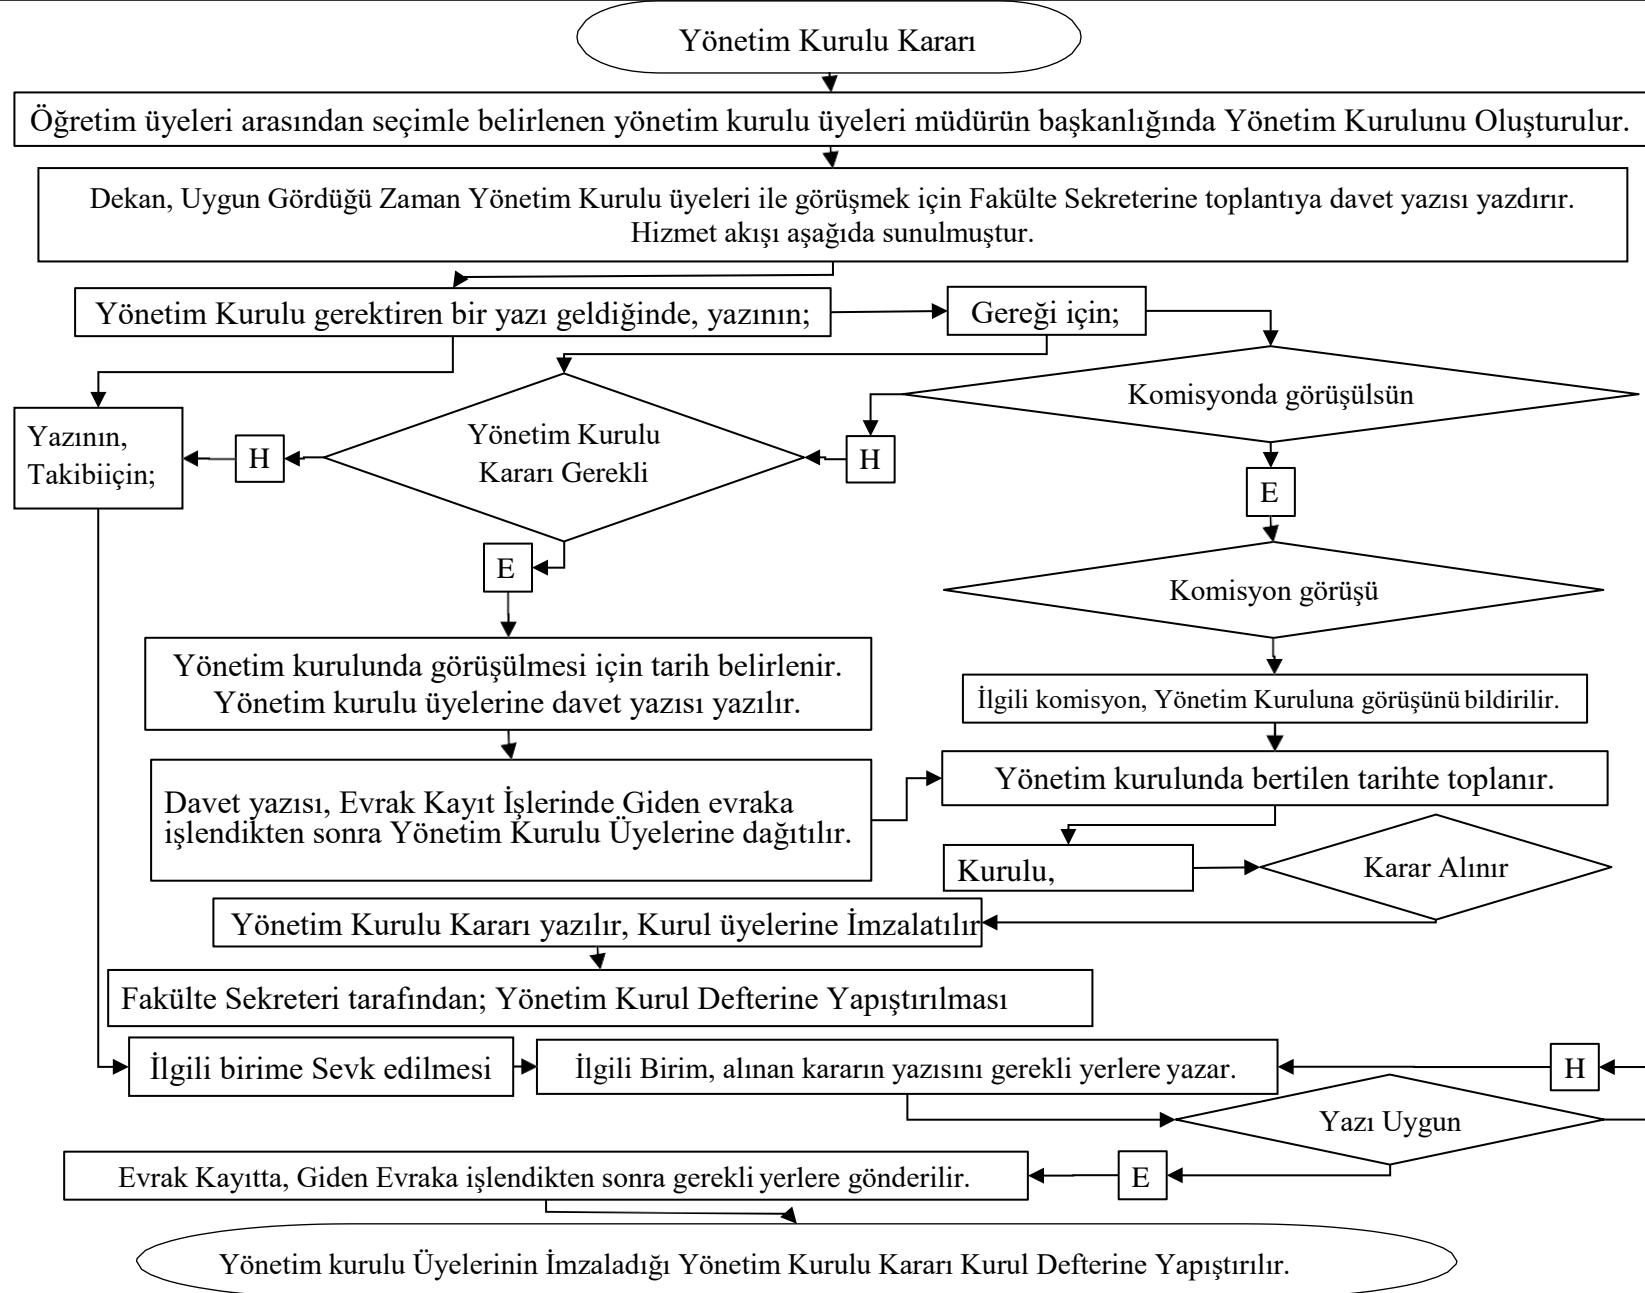 Yönetim Kurulu Kararı
Öğretim üyeleri arasından seçimle belirlenen yönetim kurulu üyeleri müdürün başkanlığında Yönetim Kurulunu Oluşturulur.
Dekan, Uygun Gördüğü Zaman Yönetim Kurulu üyeleri ile görüşmek için Fakülte Sekreterine toplantıya davet yazısı yazdırır.
Hizmet akışı aşağıda sunulmuştur.
Yönetim Kurulu gerektiren bir yazı geldiğinde, yazının;
Gereği için;
Komisyonda görüşülsün
Yazının,
Takibiiçin;
H
Yönetim Kurulu
Kararı Gerekli
H
E
E
Komisyon görüşü
Yönetim kurulunda görüşülmesi için tarih belirlenir.
Yönetim kurulu üyelerine davet yazısı yazılır.
İlgili komisyon, Yönetim Kuruluna görüşünü bildirilir.
Davet yazısı, Evrak Kayıt İşlerinde Giden evraka
işlendikten sonra Yönetim Kurulu Üyelerine dağıtılır.
Yönetim kurulunda bertilen tarihte toplanır.
Kurulu,
Karar Alınır
Yönetim Kurulu Kararı yazılır, Kurul üyelerine İmzalatılır
Fakülte Sekreteri tarafından; Yönetim Kurul Defterine Yapıştırılması
İlgili birime Sevk edilmesi
İlgili Birim, alınan kararın yazısını gerekli yerlere yazar.
H
Yazı Uygun
Evrak Kayıtta, Giden Evraka işlendikten sonra gerekli yerlere gönderilir.
E
Yönetim kurulu Üyelerinin İmzaladığı Yönetim Kurulu Kararı Kurul Defterine Yapıştırılır.